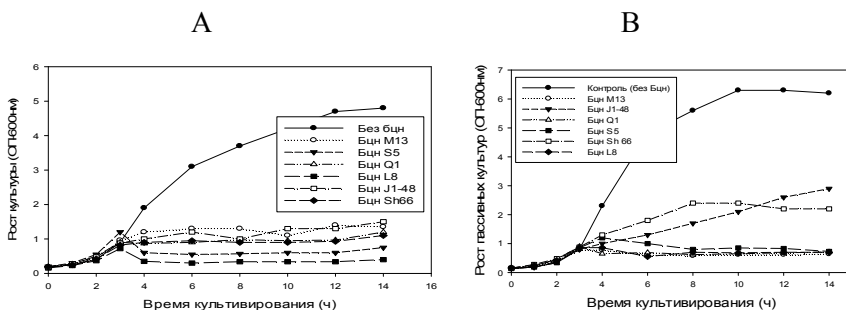 А
В
Рост культуры (ОП-600нм)
6
5
4
3
2
1
0
Без бцн
Бцн M13
Бцн S5
Бцн Q1
Бцн L8
Бцн J1-48
Бцн Sh66
0 2 4 6 8 10 12 14 16
Время культивирования (ч)
Рост пассивных культур (ОП-600нм)
7
6
5
4
3
2
1
0
Контроль (без Бцн)
Бцн M13
Бцн J1-48
Бцн Q1
Бцн S5
Бцн Sh 66
Бцн L8
0 2 4 6 8 10 12 14
Время культивирования (ч)